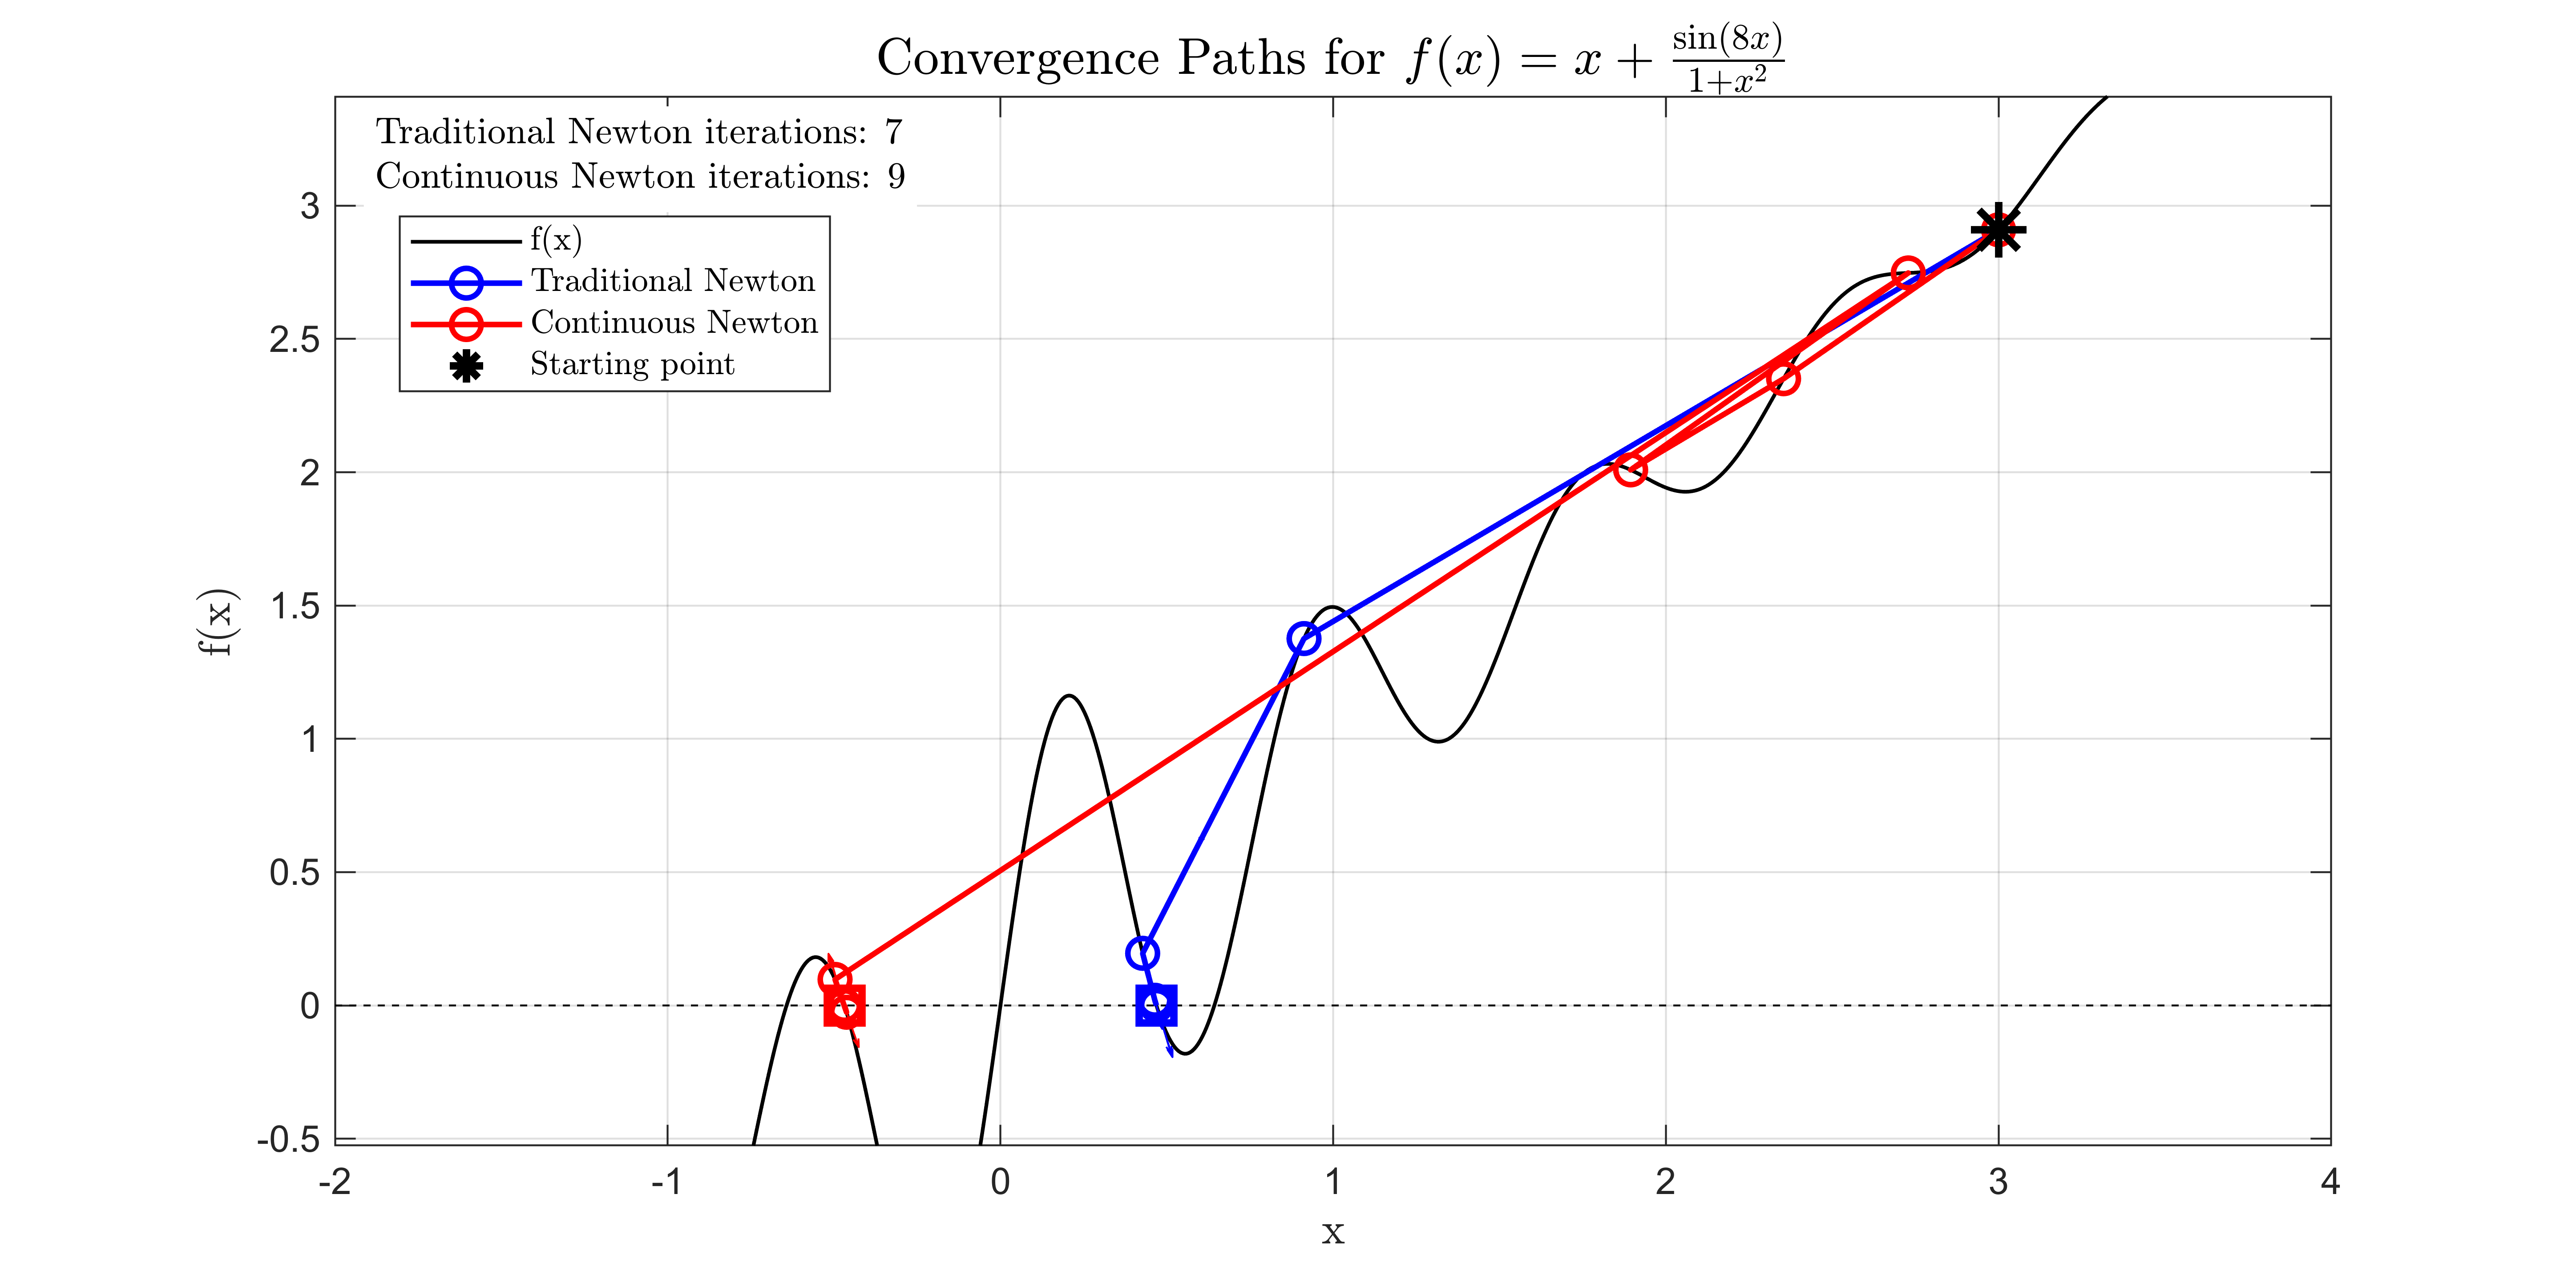 Convergence Paths for f(x) = x + \frac{\sin(8x)}{1+x^2}
Traditional Newton iterations: 7
Continuous Newton iterations: 9
f(x)
Traditional Newton
Continuous Newton
Starting point
3
2.5
2
1.5
1
0.5
0
-0.5
f(x)
-2 -1 0 1 2 3 4
x